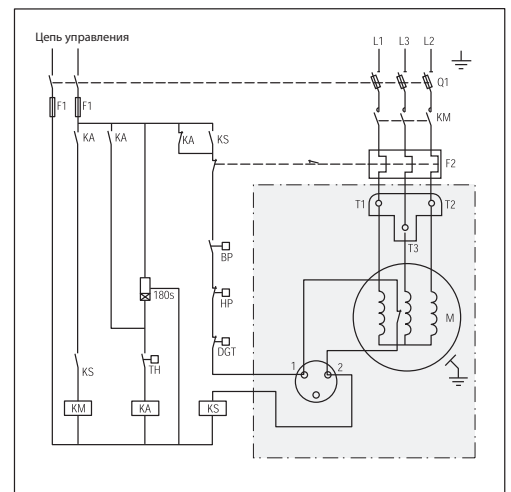 Цепь управления
L1 L3 L2
Q1
F1 F1
KM
KA KA KA KS
F2
T1 T2
T3
BP
180s
HP
M
DGT
TH
1 2
KS
KM KA KS